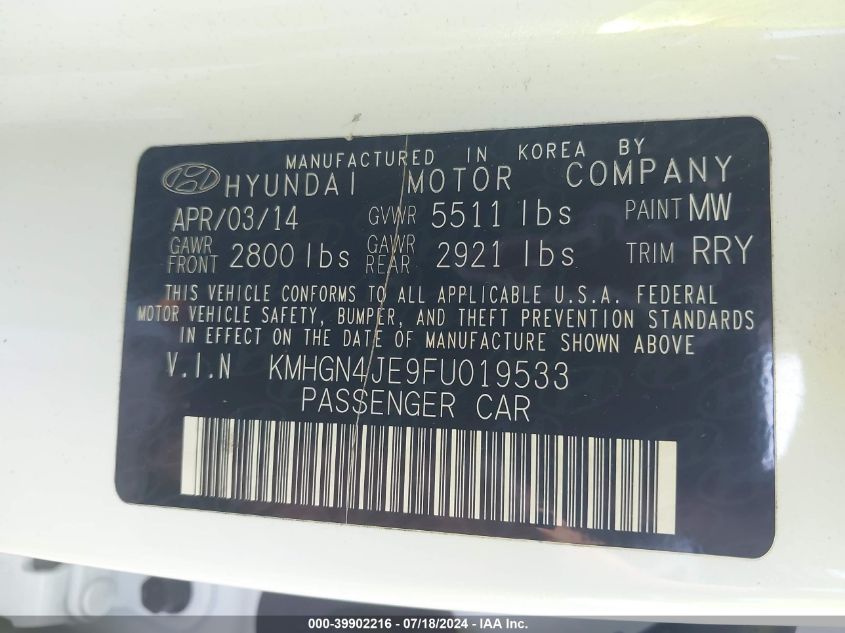 MANUFACTURED IN KOREA BY
HYUNDAI MOTOR COMPANY
APR/03/14 GVWR 5511 lbs PAINT MW
GAWR FRONT 2800 lbs GAWR REAR 2921 lbs TRIM RRY
THIS VEHICLE CONFORMS TO ALL APPLICABLE U.S.A. FEDERAL
MOTOR VEHICLE SAFETY, BUMPER, AND THEFT PREVENTION STANDARDS
IN EFFECT ON THE DATE OF MANUFACTURE SHOWN ABOVE
V.I.N KMHGN4JE9FU019533
PASSENGER CAR
000-39902216 - 07/18/2024 - IAA Inc.